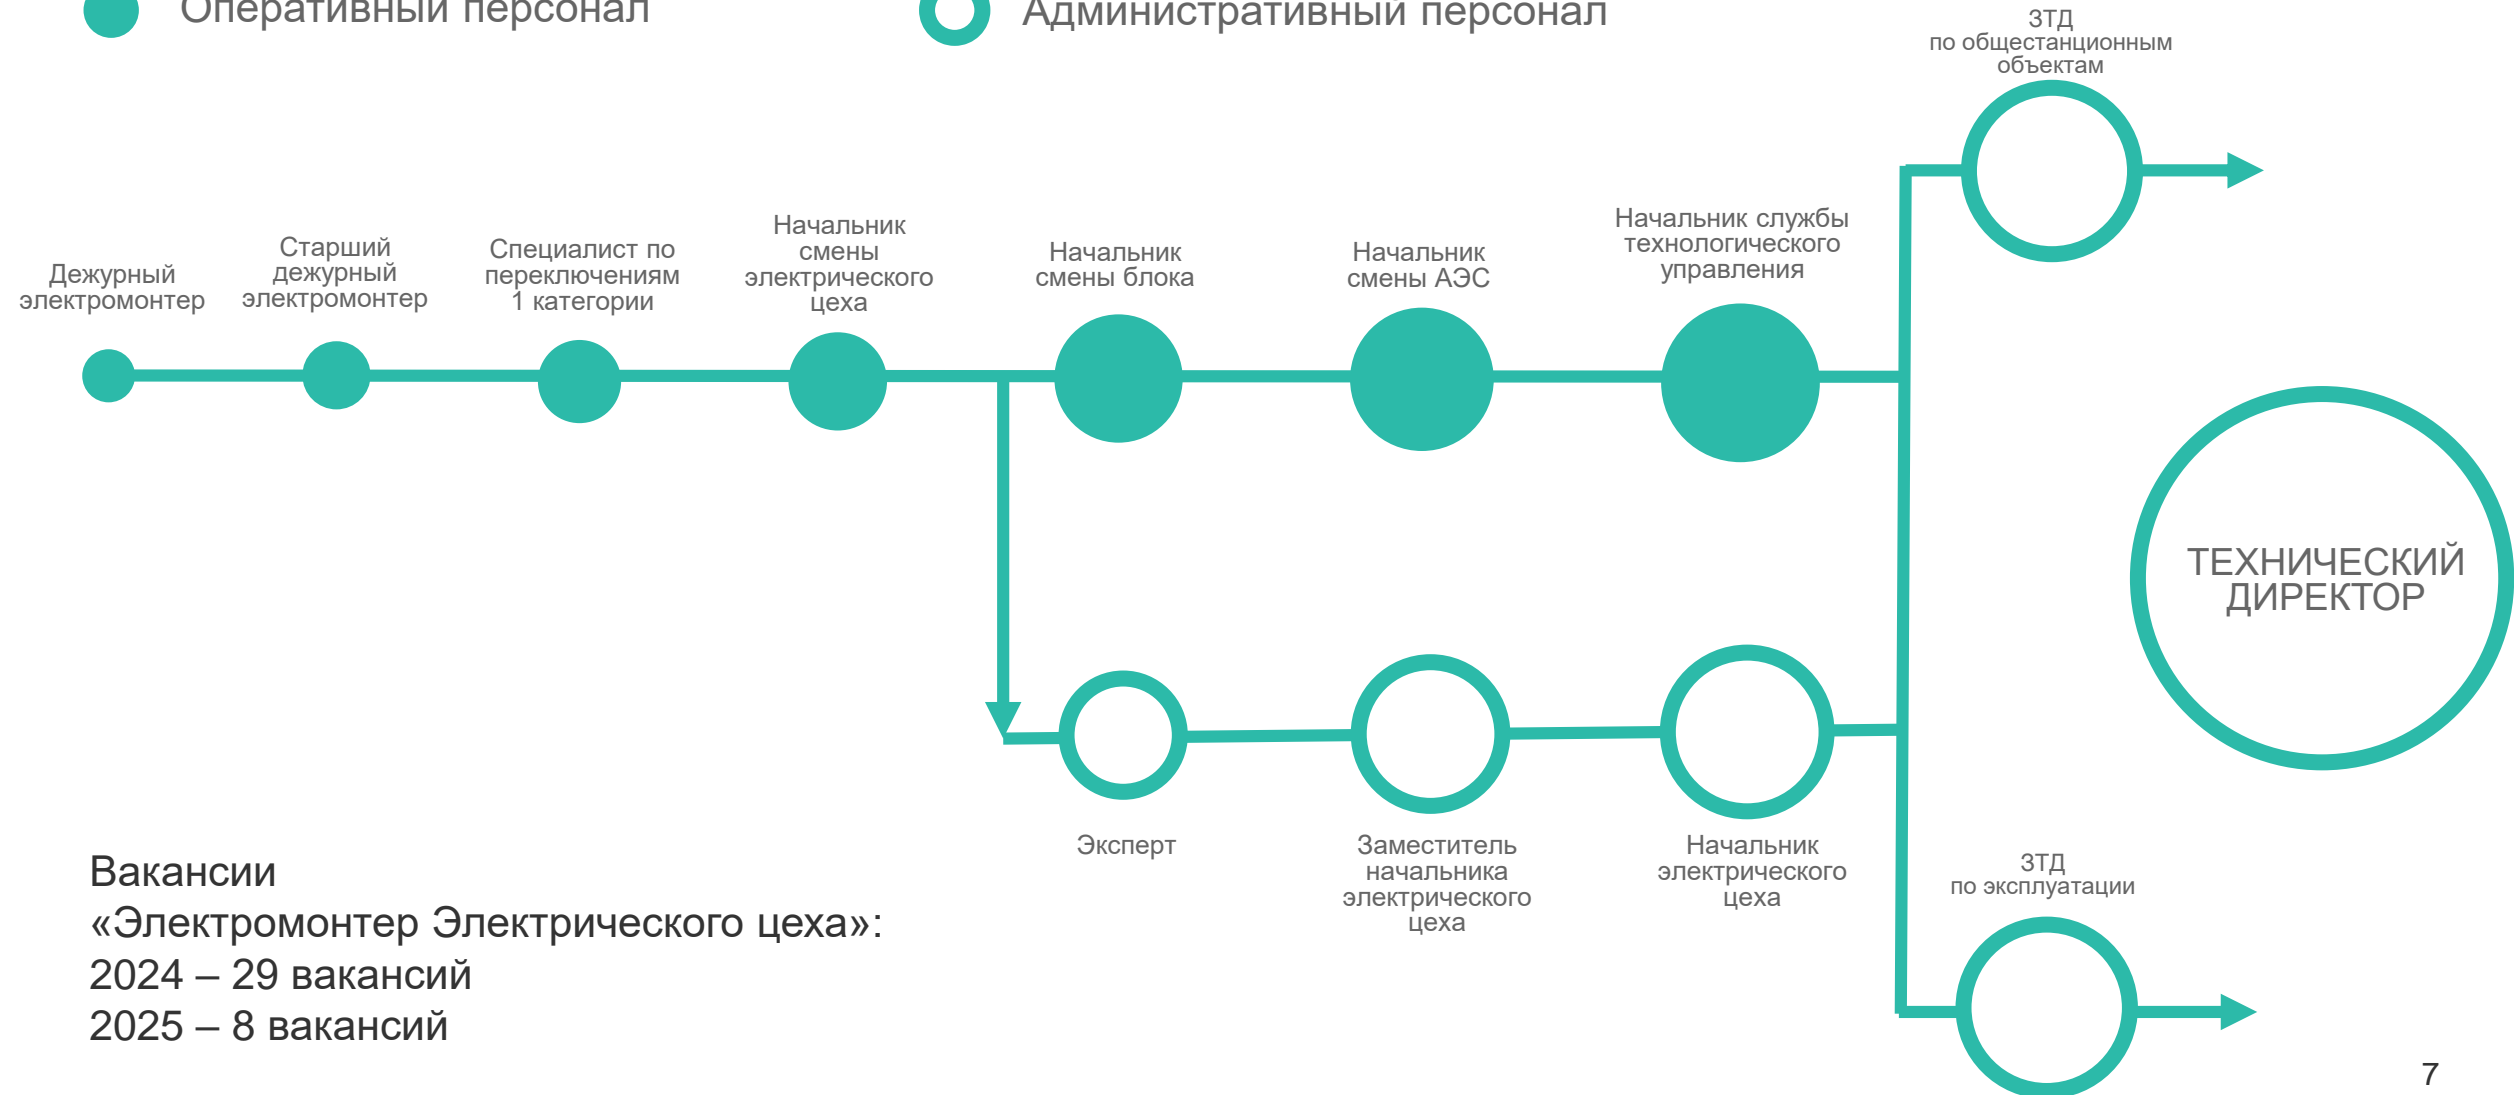 Оперативный персонал
Административный персонал
ЗТД
по общестанционным
объектам
Дежурный
электромонтер
Старший
дежурный
электромонтер
Специалист по
переключениям
1 категории
Начальник
смены
электрического
цеха
Начальник
смены блока
Начальник
смены АЭС
Начальник службы
технологического
управления
ТЕХНИЧЕСКИЙ
ДИРЕКТОР
Эксперт
Заместитель
начальника
электрического
цеха
Начальник
электрического
цеха
ЗТД
по эксплуатации
Вакансии
«Электромонтер Электрического цеха»:
2024 – 29 вакансий
2025 – 8 вакансий
7